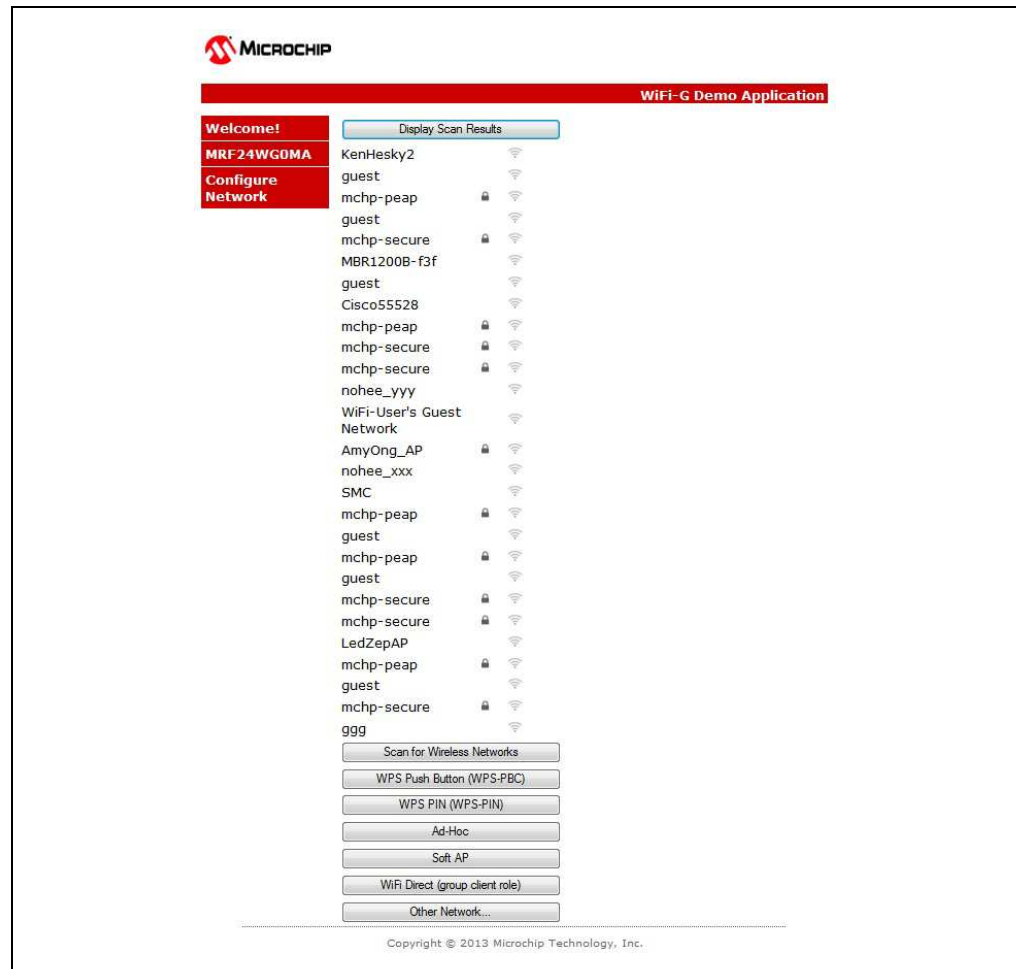 MICROCHIP
WiFi-G Demo Application
Welcome!
MRF24WG0MA
Configure
Network
Display Scan Results
KenHesky2
guest
mchp-peap
guest
mchp-secure
MBR1200B-f3f
guest
Cisco55528
mchp-peap
mchp-secure
mchp-secure
nohee_yyy
WiFi-User's Guest
Network
AmyOng_AP
nohee_xxx
SMC
mchp-peap
guest
mchp-peap
guest
mchp-secure
mchp-secure
LedZepAP
mchp-peap
guest
mchp-secure
ggg
Scan for Wireless Networks
WPS Push Button (WPS-PBC)
WPS PIN (WPS-PIN)
Ad-Hoc
Soft AP
WiFi Direct (group client role)
Other Network...
Copyright © 2013 Microchip Technology, Inc.